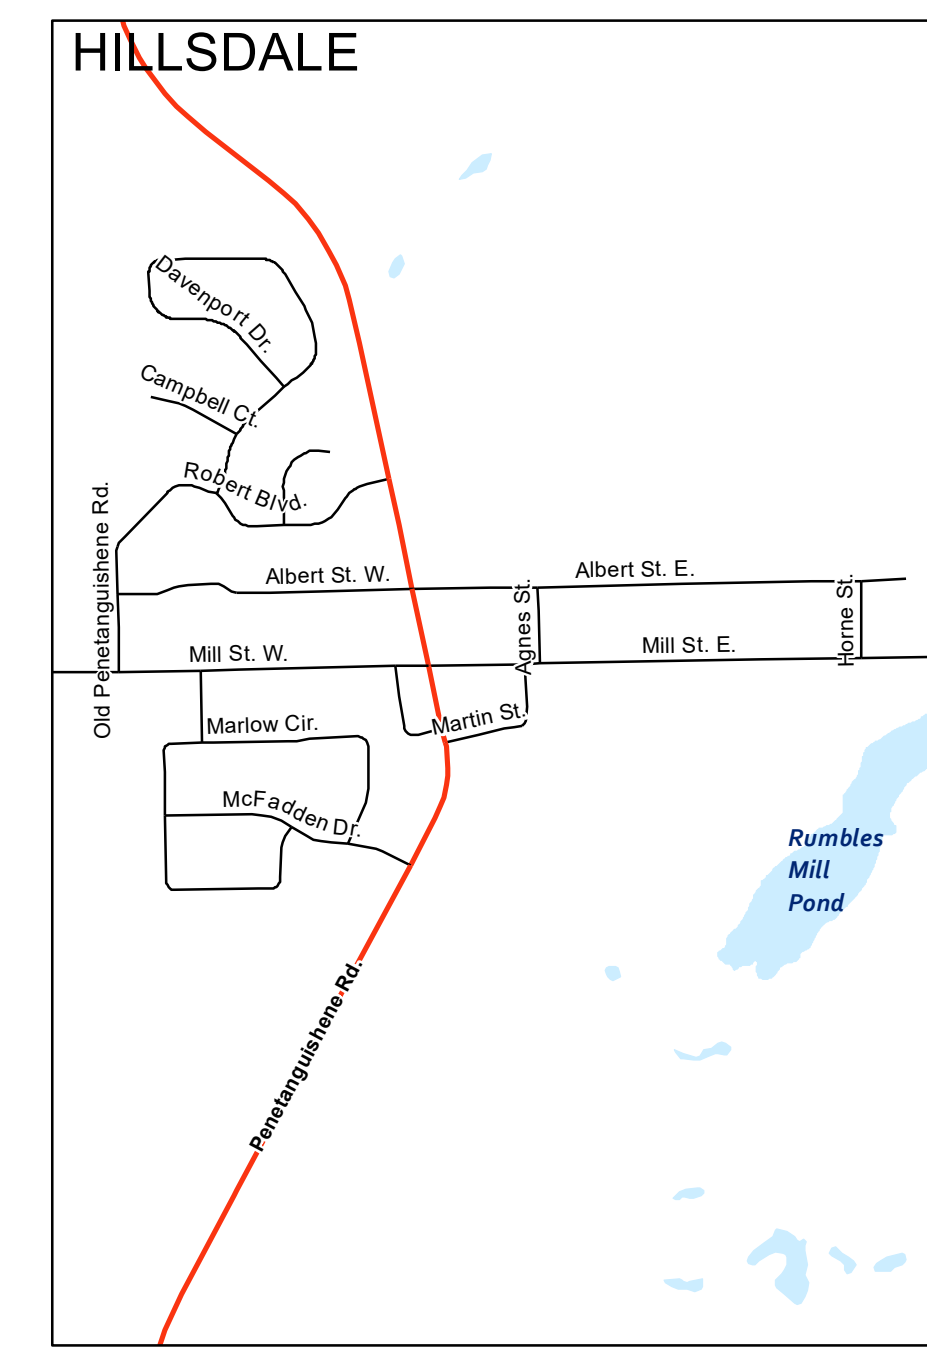 HILLSDALE
Davenport Dr.
Campbell Ct.
Robert Blvd.
Old Penetanguishene Rd.
Albert St. W.
Albert St. E.
Agnes St.
Horne St.
Mill St. W.
Mill St. E.
Marlow Cir.
Martin St.
McFadden Dr.
Rumbles
Mill
Pond
Penetanguishene Rd.